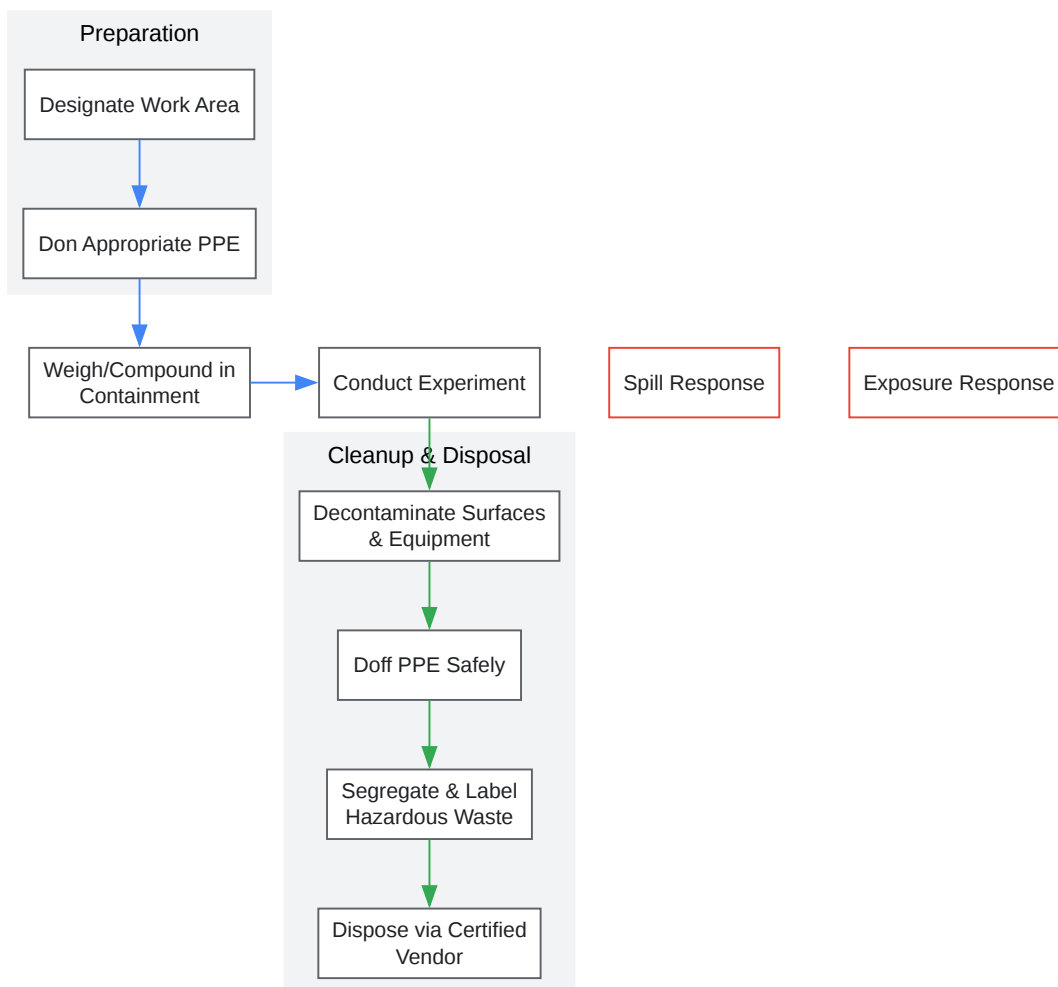 Preparation
Designate Work Area
Don Appropriate PPE
Weigh/Compound in
Containment
Conduct Experiment
Spill Response
Exposure Response
Cleanup & Disposal
Decontaminate Surfaces
& Equipment
Doff PPE Safely
Segregate & Label
Hazardous Waste
Dispose via Certified
Vendor